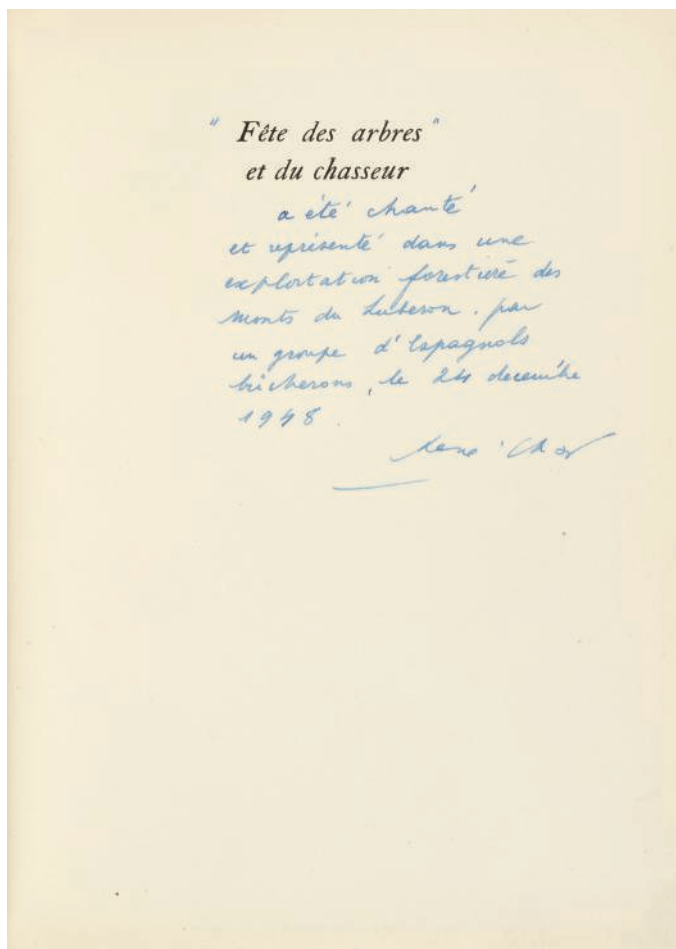 " Fête des arbres "
et du chasseur
a été chanté
et représenté dans une
exploitation forestière des
Monts du Luberon. par
un groupe d'Espagnols
bûcherons, le 24 decembre
1948.
René Char